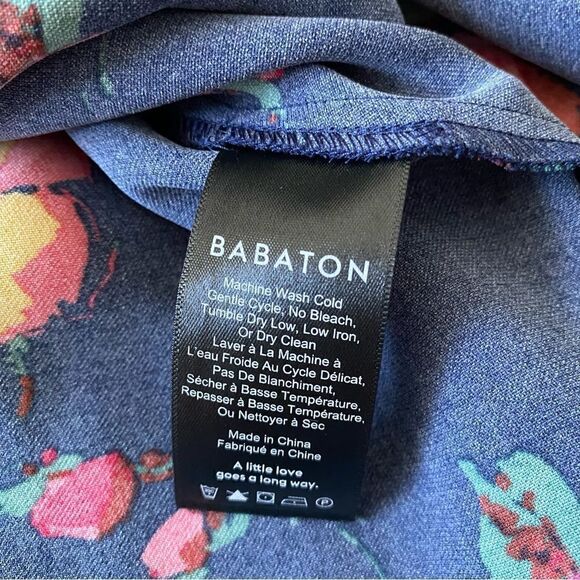 BABATON
Machine Wash Cold
Gentle Cycle, No Bleach,
Tumble Dry Low, Low Iron,
Or Dry Clean
Laver à La Machine à
L'eau Froide Au Cycle Délicat,
Pas De Blanchiment,
Sécher à Basse Température,
Repasser à Basse Température,
Ou Nettoyer à Sec
Made in China
Fabriqué en Chine
A little love
goes a long way.